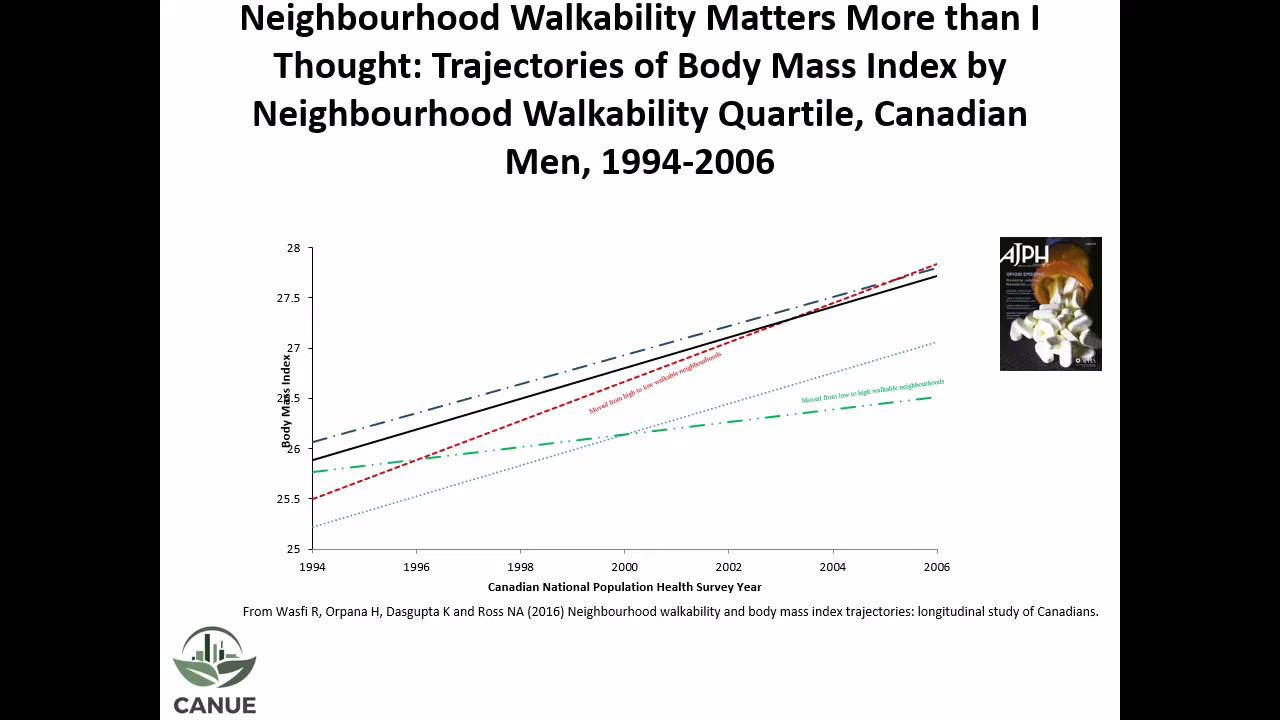 Neighbourhood Walkability Matters More than I
Thought: Trajectories of Body Mass Index by
Neighbourhood Walkability Quartile, Canadian
Men, 1994-2006
28
27.5
27
26.5
26
25.5
25
Body Mass Index
Moved from high to low walkable neighbourhoods
Moved from low to high walkable neighbourhoods
1994 1996 1998 2000 2002 2004 2006
Canadian National Population Health Survey Year
AJPH
OPIOID EPIDEMIC
From Wasfi R, Orpana H, Dasgupta K and Ross NA (2016) Neighbourhood walkability and body mass index trajectories: longitudinal study of Canadians.
CANUE